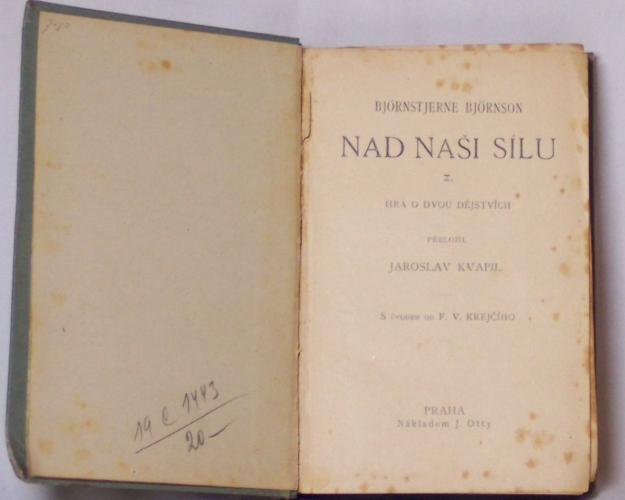 19 C 1443
20—
BJÖRNSTJERNE BJÖRNSON
NAD NAŠI SÍLU
I.
HRA O DVOU DĚJSTVÍCH
PŘELOŽIL
JAROSLAV KVAPIL
S ÚVODEM OD F. V. KREJČÍHO
PRAHA
Nákladem J. Otty